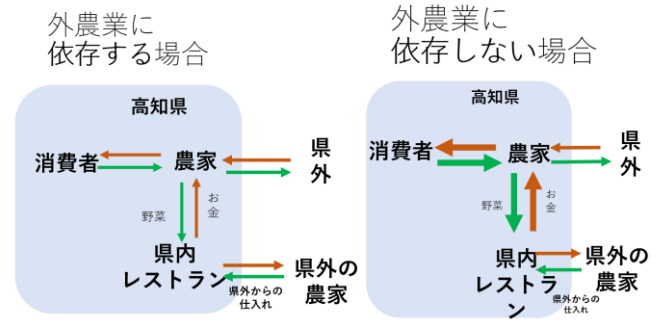 外農業に
依存する場合
高知県
消費者
農家
県
外
野菜
お
金
県内
レストラン
県外からの
仕入れ
県外の
農家
外農業に
依存しない場合
高知県
消費者
農家
県
外
野菜
お
金
県内
レストラ
ン
県外からの
仕入れ
県外の
農家